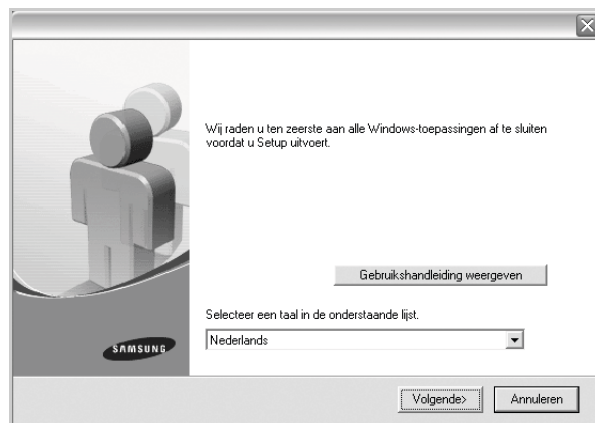 Wij raden u ten zeerste aan alle Windows-toepassingen af te sluiten
voordat u Setup uitvoert.
Gebruikshandleiding weergeven
Selecteer een taal in de onderstaande lijst.
Nederlands
SAMSUNG
Volgende>
Annuleren